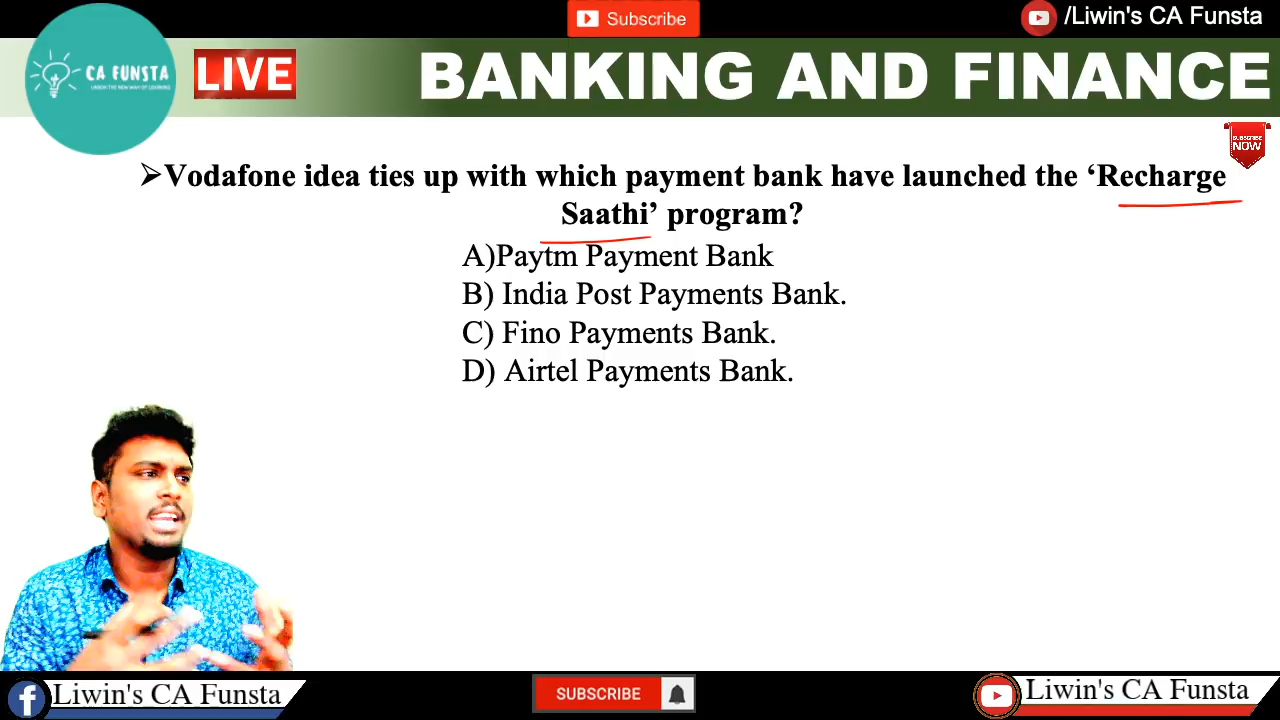 Subscribe
/Liwin's CA Funsta
CA FUNSTA
LIVE
BANKING AND FINANCE
SUBSCRIBE
NOW
➢Vodafone idea ties up with which payment bank have launched the ‘Recharge
Saathi’ program?
A)Paytm Payment Bank
B) India Post Payments Bank.
C) Fino Payments Bank.
D) Airtel Payments Bank.
Liwin's CA Funsta
SUBSCRIBE
Liwin's CA Funsta